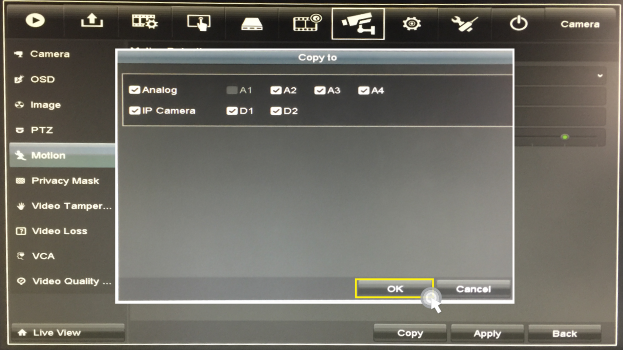 Camera
Camera
Copy to
OSD
Analog A1 A2 A3 A4
Image
IP Camera D1 D2
PTZ
Motion
Privacy Mask
Video Tamper...
Video Loss
VCA
Video Quality ...
OK Cancel
Live View
Copy Apply Back